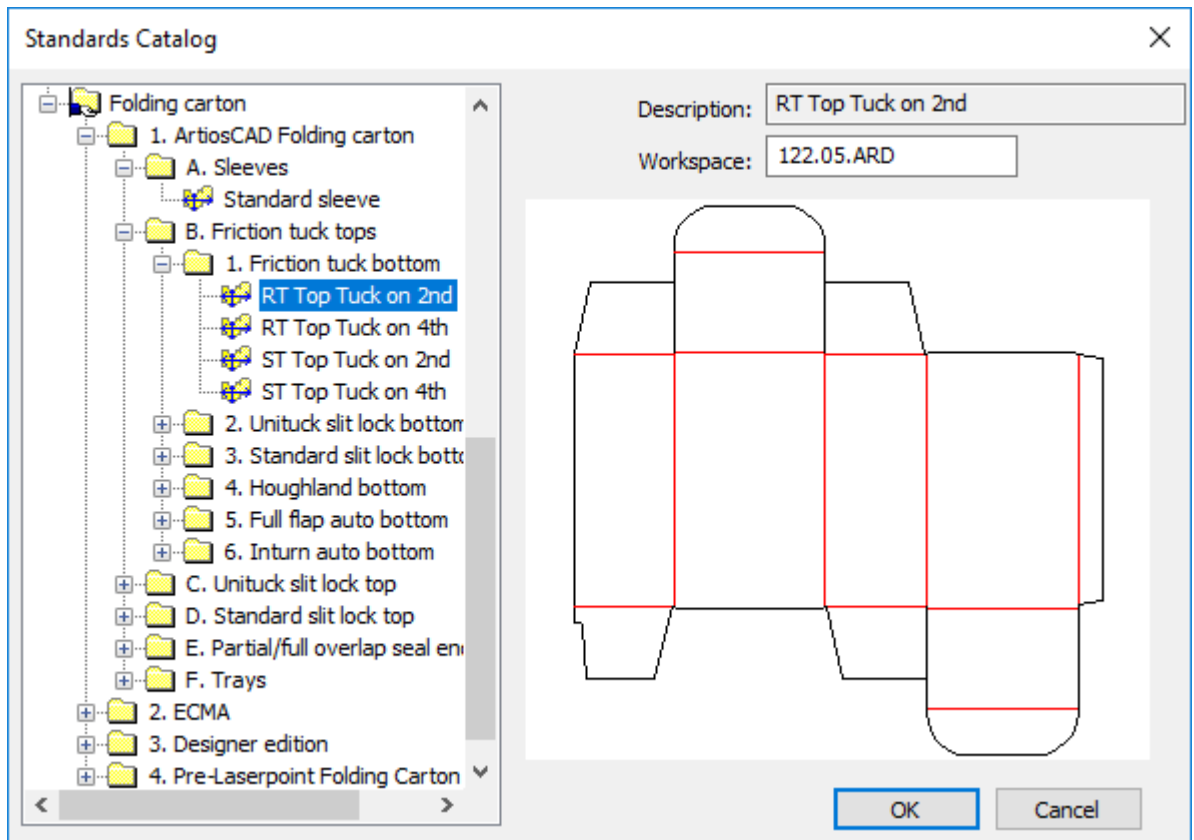 Standards Catalog
Folding carton
1. ArtiosCAD Folding carton
A. Sleeves
Standard sleeve
B. Friction tuck tops
1. Friction tuck bottom
RT Top Tuck on 2nd
RT Top Tuck on 4th
ST Top Tuck on 2nd
ST Top Tuck on 4th
2. Unituck slit lock bottom
3. Standard slit lock botto
4. Houghland bottom
5. Full flap auto bottom
6. Inturn auto bottom
C. Unituck slit lock top
D. Standard slit lock top
E. Partial/full overlap seal en
F. Trays
2. ECMA
3. Designer edition
4. Pre-Laserpoint Folding Carton
Description: RT Top Tuck on 2nd
Workspace: 122.05.ARD
OK Cancel